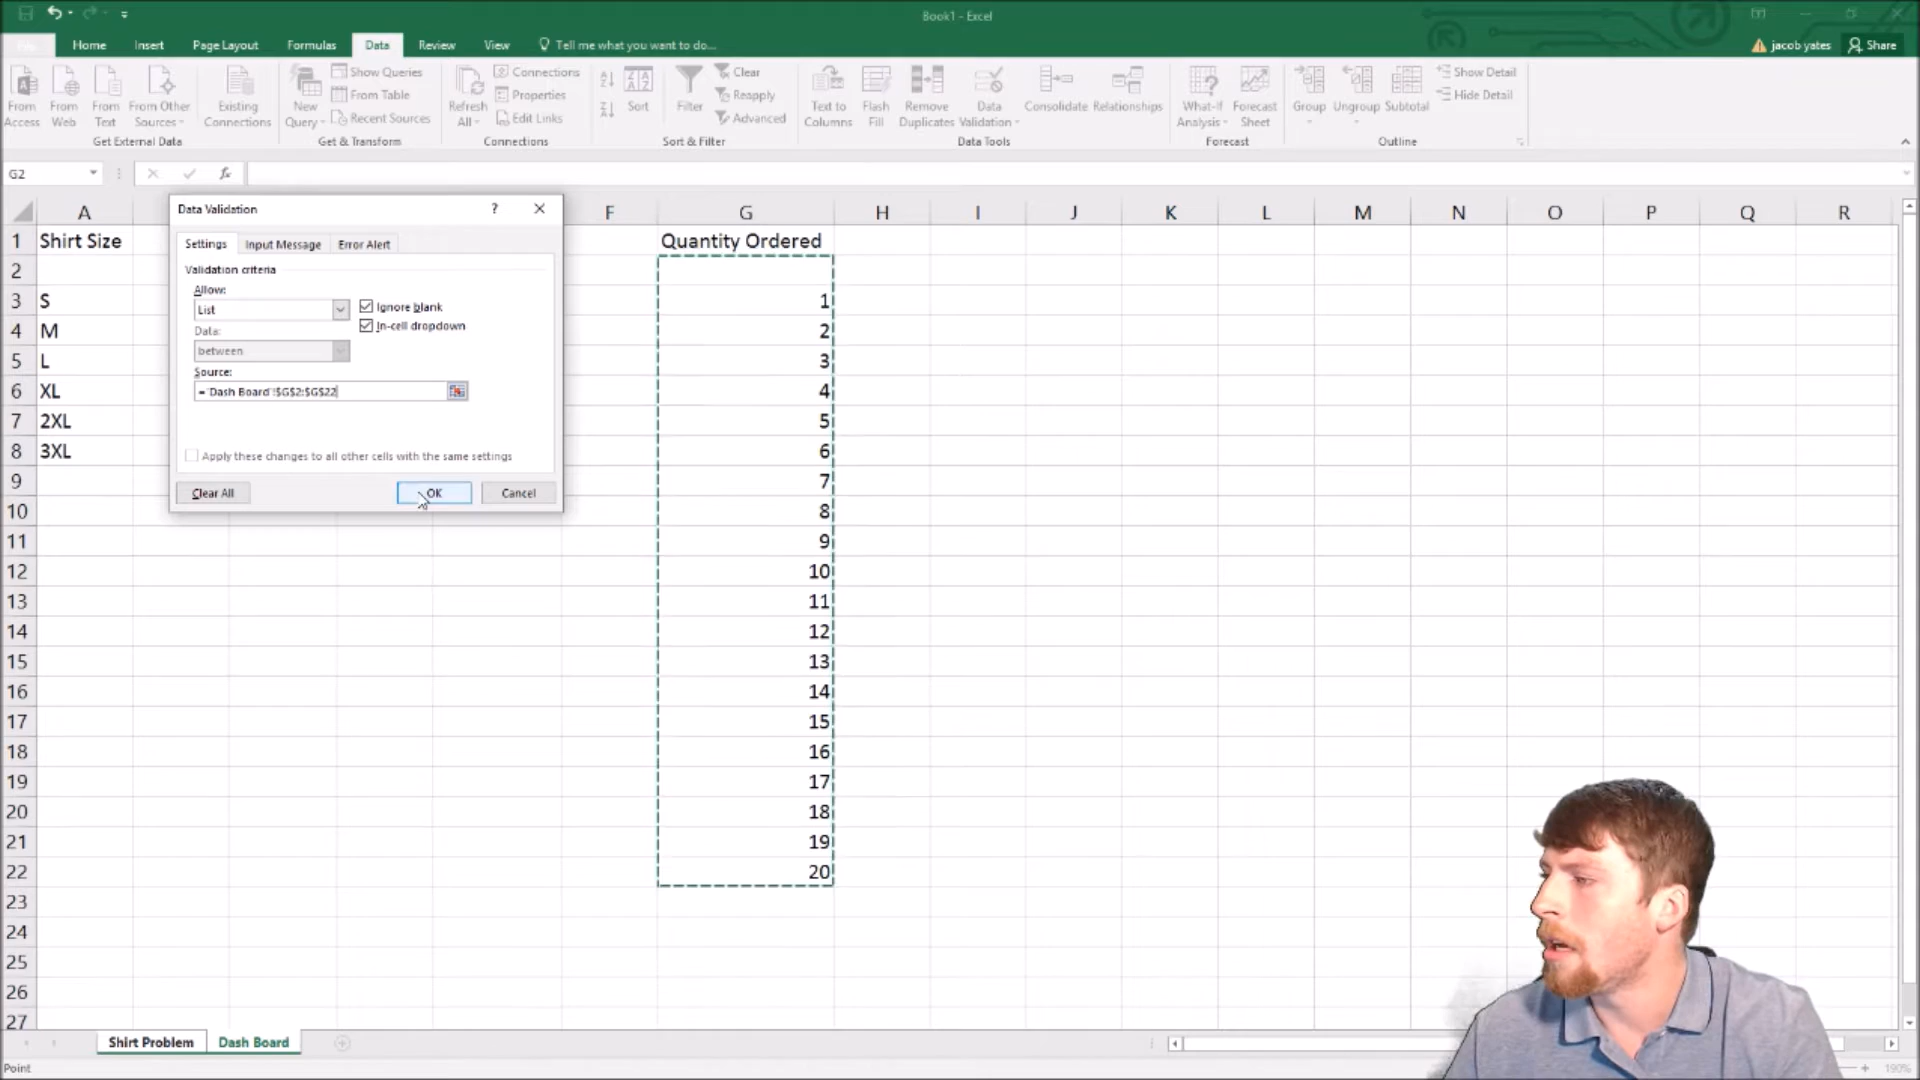 Book1 - Excel
File Home Insert Page Layout Formulas Data Review View Tell me what you want to do... jacob yates Share
From Access
From Web
From Text
From Other Sources
Existing Connections
Get External Data
New Query
Show Queries
From Table
Recent Sources
Get & Transform
Refresh All
Connections
Properties
Edit Links
Connections
Sort
Filter
Clear
Reapply
Advanced
Sort & Filter
Text to Columns
Flash Fill
Remove Duplicates
Data Validation
Consolidate
Relationships
Data Tools
What-If Analysis
Forecast Sheet
Forecast
Group
Ungroup
Subtotal
Show Detail
Hide Detail
Outline
G2 fx
A F G H I J K L M N O P Q R
Data Validation ?
Settings Input Message Error Alert
Validation criteria
Allow:
List
Ignore blank
In-cell dropdown
Data:
between
Source:
='Dash Board'!$G$2:$G$22
Apply these changes to all other cells with the same settings
Clear All OK Cancel
1 Shirt Size Quantity Ordered
2
3 S 1
4 M 2
5 L 3
6 XL 4
7 2XL 5
8 3XL 6
9 7
10 8
11 9
12 10
13 11
14 12
15 13
16 14
17 15
18 16
19 17
20 18
21 19
22 20
23
24
25
26
27
Shirt Problem Dash Board
Point 190%